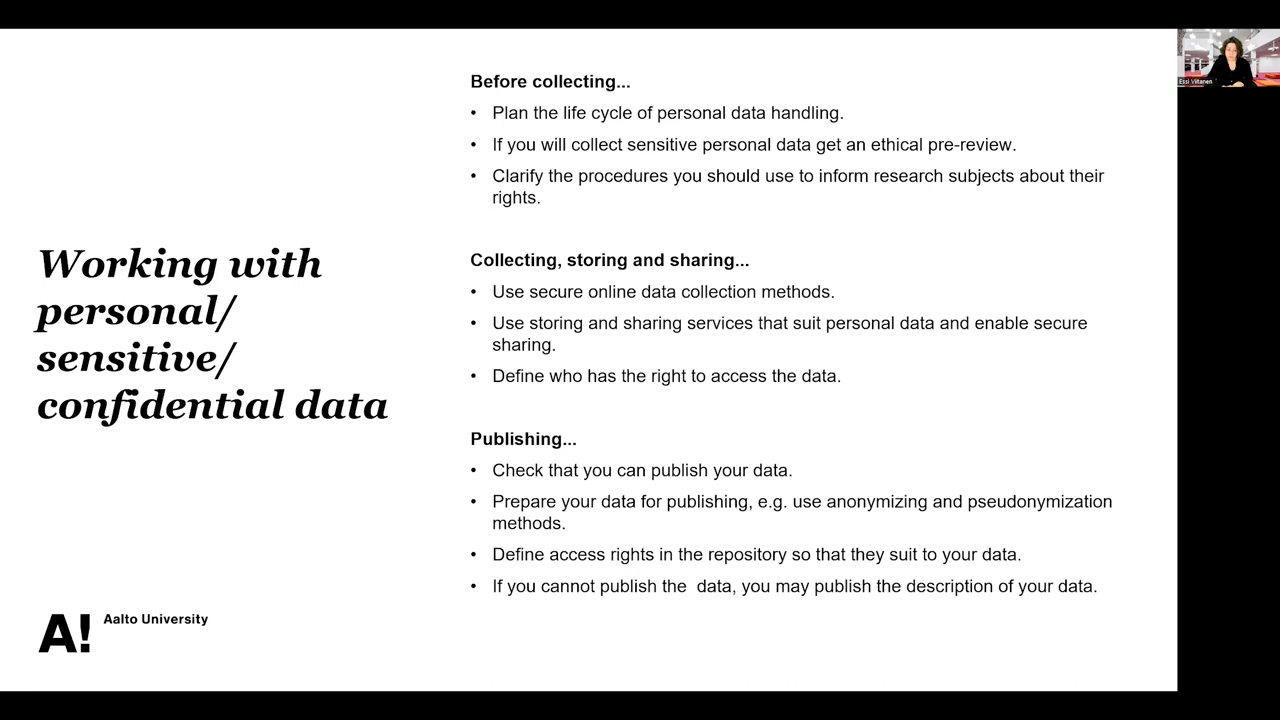 Working with
personal/
sensitive/
confidential data
Before collecting...
• Plan the life cycle of personal data handling.
• If you will collect sensitive personal data get an ethical pre-review.
• Clarify the procedures you should use to inform research subjects about their
rights.
Collecting, storing and sharing...
• Use secure online data collection methods.
• Use storing and sharing services that suit personal data and enable secure
sharing.
• Define who has the right to access the data.
Publishing...
• Check that you can publish your data.
• Prepare your data for publishing, e.g. use anonymizing and pseudonymization
methods.
• Define access rights in the repository so that they suit to your data.
• If you cannot publish the  data, you may publish the description of your data.
A! Aalto University
Essi Viitanen